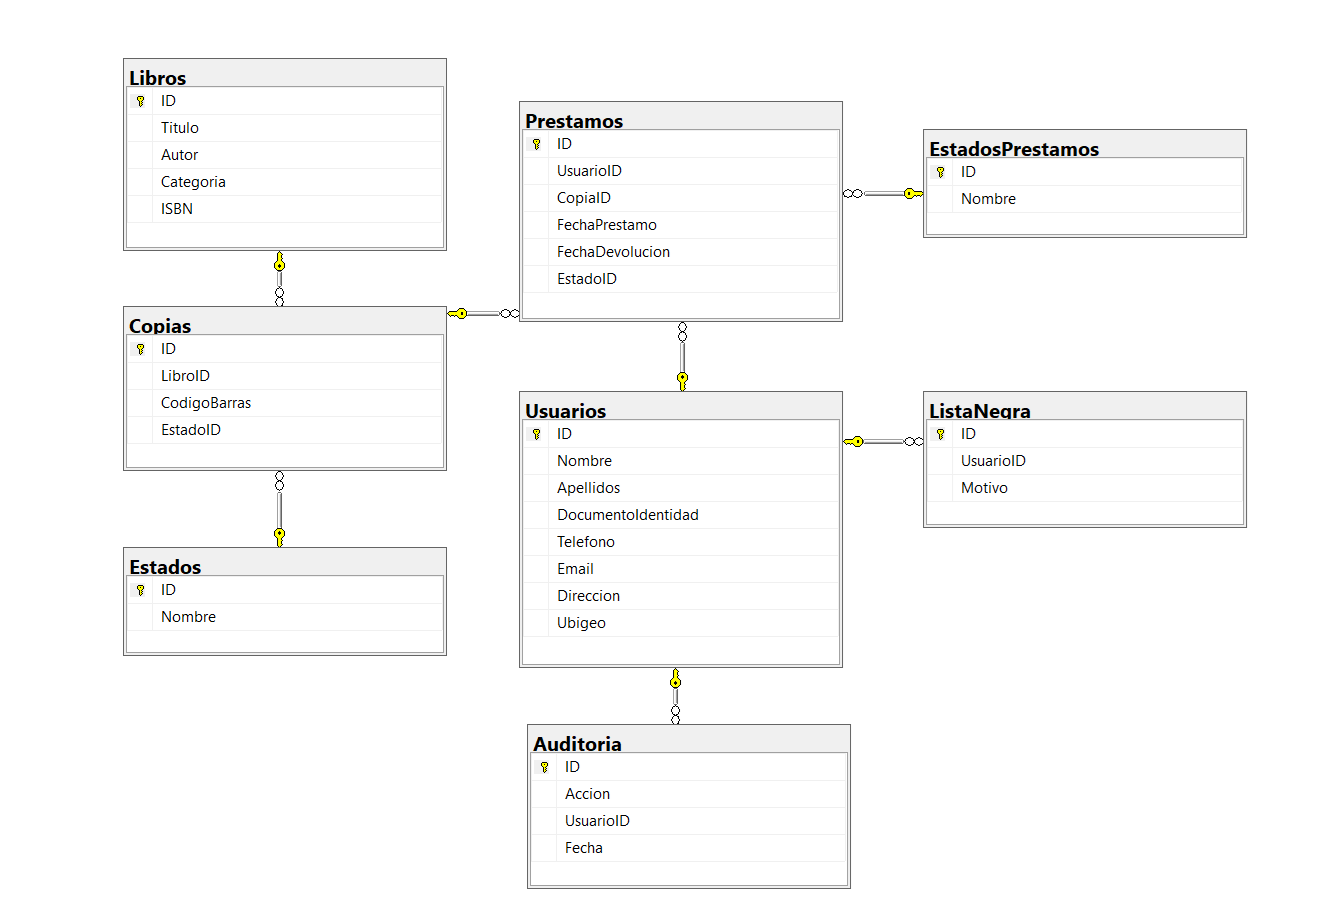 Libros
ID
Titulo
Autor
Categoria
ISBN
Copias
ID
LibroID
CodigoBarras
EstadoID
Estados
ID
Nombre
Prestamos
ID
UsuarioID
CopiaID
FechaPrestamo
FechaDevolucion
EstadoID
Usuarios
ID
Nombre
Apellidos
DocumentoIdentidad
Telefono
Email
Direccion
Ubigeo
Auditoria
ID
Accion
UsuarioID
Fecha
EstadosPrestamos
ID
Nombre
ListaNegra
ID
UsuarioID
Motivo